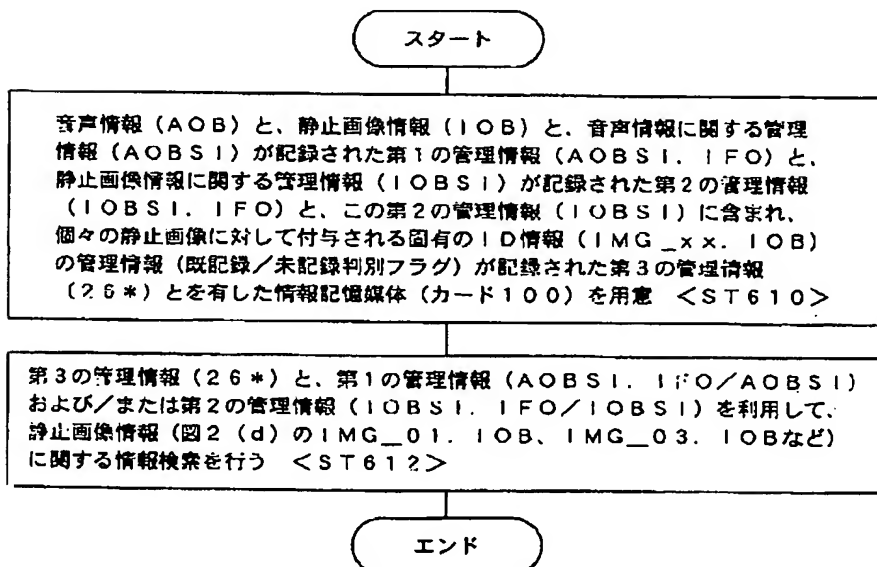 スタート
音声情報（AOB）と、静止画像情報（IOB）と、音声情報に関する管理
情報（AOBSI）が記録された第1の管理情報（AOBSI．IFO）と、
静止画像情報に関する管理情報（IOBSI）が記録された第2の管理情報
（IOBSI．IFO）と、この第2の管理情報（IOBSI）に含まれ、
個々の静止画像に対して付与される固有のID情報（IMG_xx．IOB）
の管理情報（既記録／未記録判別フラグ）が記録された第3の管理情報
（26*）とを有した情報記憶媒体（カード100）を用意 ＜ST610＞
第3の管理情報（26*）と、第1の管理情報（AOBSI．IFO／AOBSI）
および／または第2の管理情報（IOBSI．IFO／IOBSI）を利用して、
静止画像情報（図2（d）のIMG__01．IOB、IMG__03．IOBなど）
に関する情報検索を行う ＜ST612＞
エンド